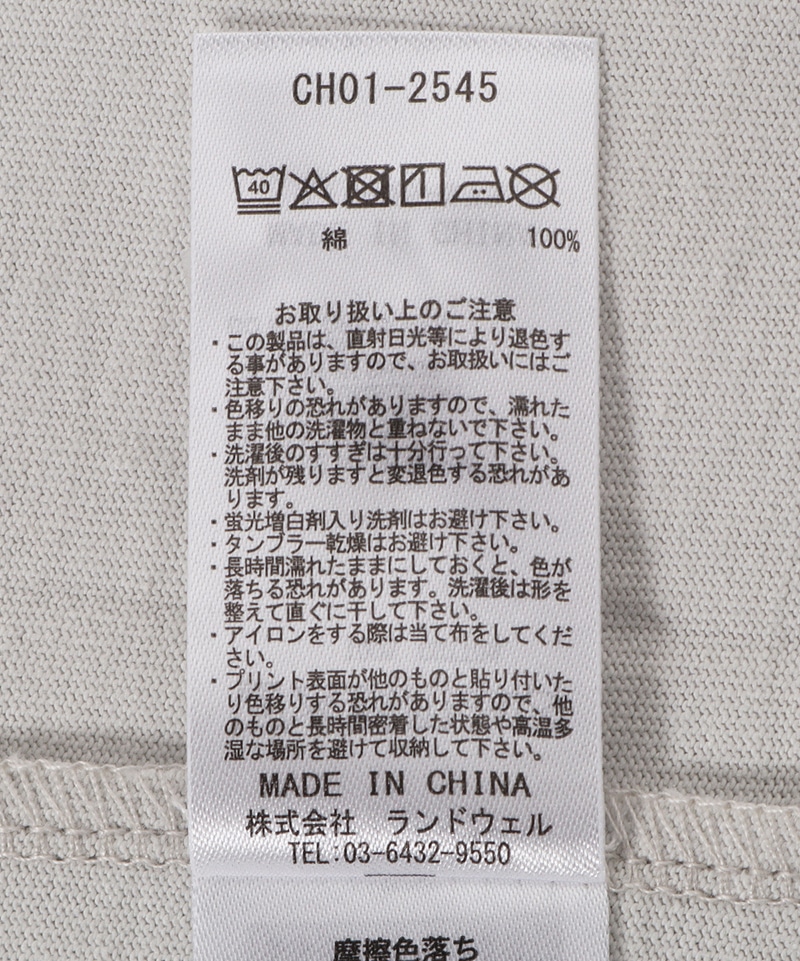 CH01-2545
40
綿 100%
お取り扱い上のご注意
・この製品は、直射日光等により退色す
る事がありますので、お取扱いにはご
注意下さい。
・色移りの恐れがありますので、濡れた
まま他の洗濯物と重ねないで下さい。
・洗濯後のすすぎは十分行って下さい。
洗剤が残りますと変退色する恐れがあ
ります。
・蛍光増白剤入り洗剤はお避け下さい。
・タンブラー乾燥はお避け下さい。
・長時間濡れたままにしておくと、色が
落ちる恐れがあります。洗濯後は形を
整えて直ぐに干して下さい。
・アイロンをする際は当て布をしてくだ
さい。
・プリント表面が他のものと貼り付いた
り色移りする恐れがありますので、他
のものと長時間密着した状態や高温多
湿な場所を避けて収納して下さい。
MADE IN CHINA
株式会社 ランドウェル
TEL:03-6432-9550
摩擦色落ち